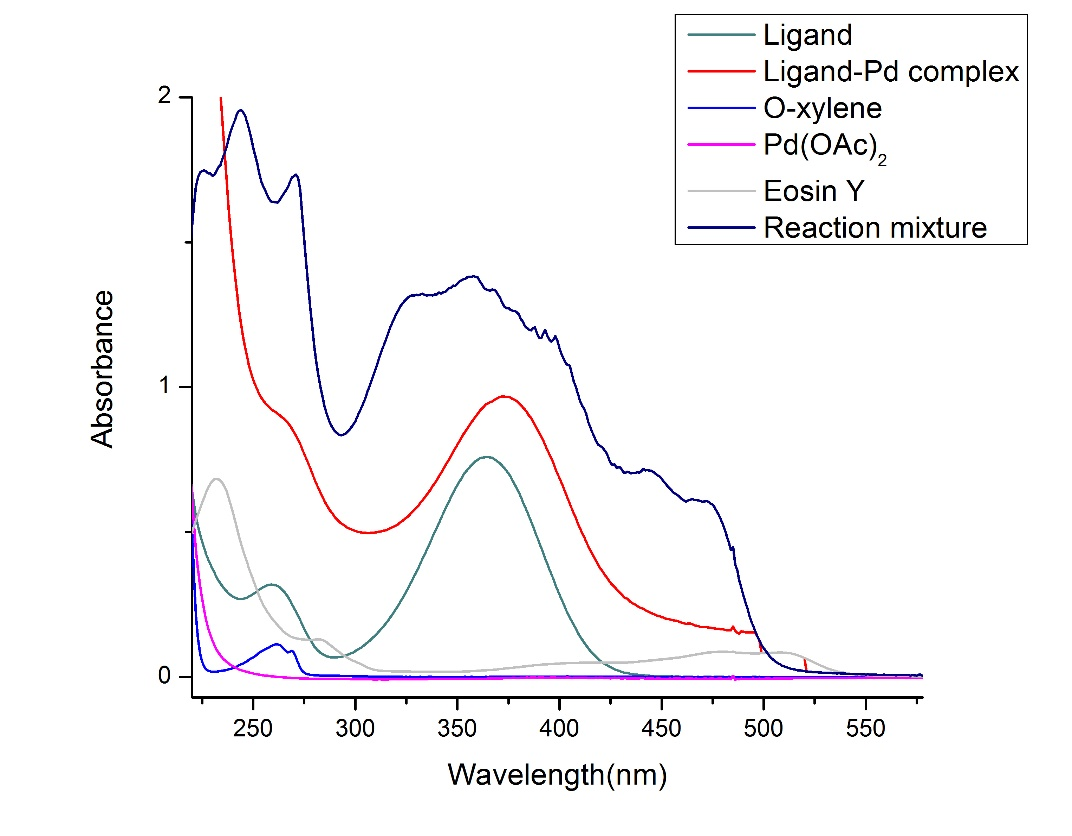 Ligand
Ligand-Pd complex
O-xylene
Pd(OAc)₂
Eosin Y
Reaction mixture
2
1
0
Absorbance
250 300 350 400 450 500 550
Wavelength(nm)